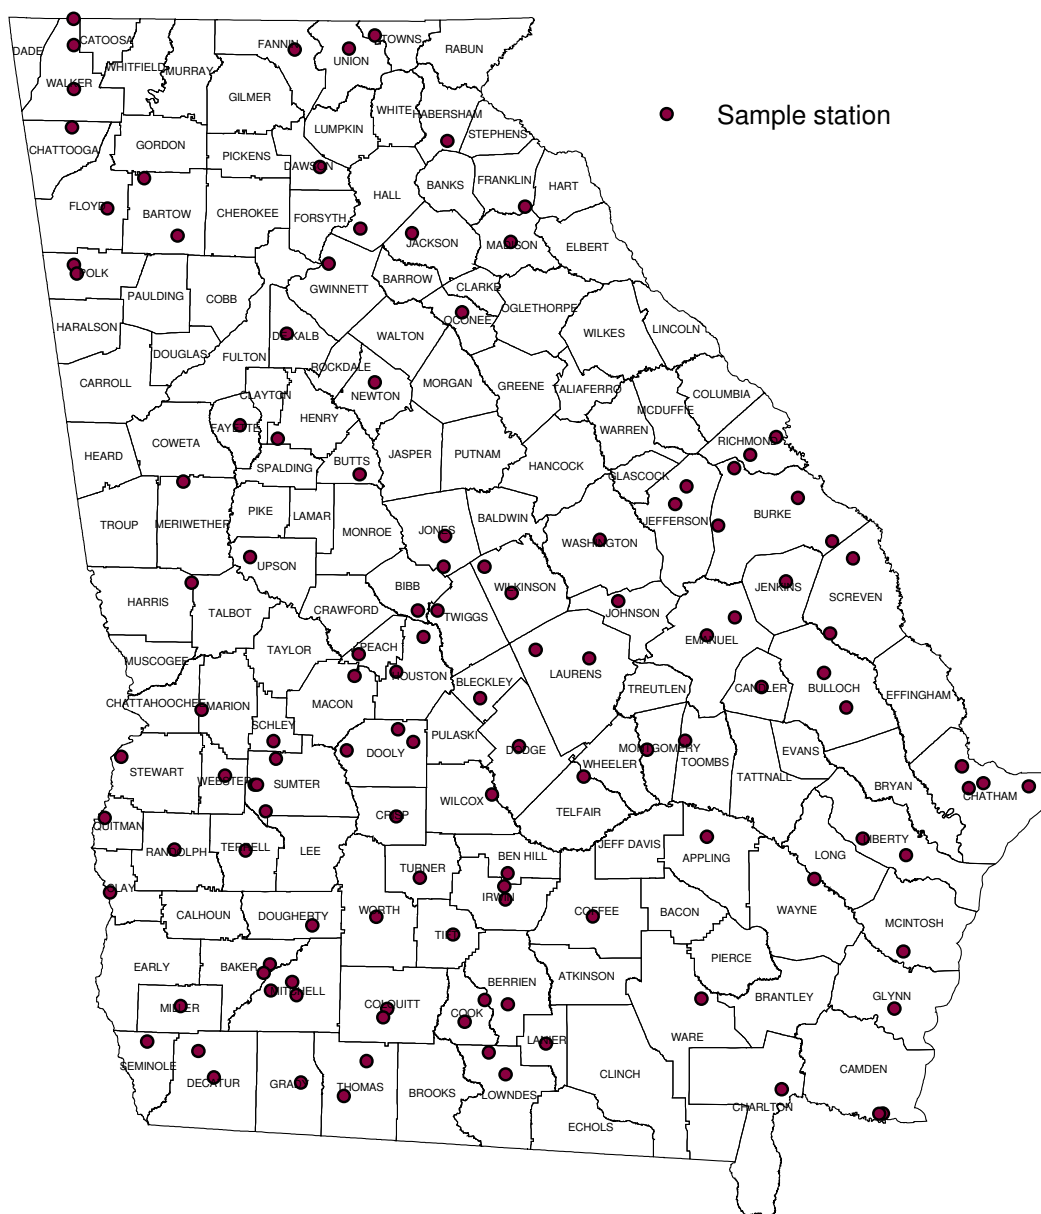 CATOOSA
TOWNS
FANNIN
RABUN
DADE
UNION
WHITFIELD
MURRAY
WALKER
GILMER
WHITE
HABERSHAM
Sample station
LUMPKIN
STEPHENS
GORDON
CHATTOOGA
PICKENS
DAWSON
FRANKLIN
BANKS
HART
HALL
FLOYD
BARTOW
CHEROKEE
FORSYTH
JACKSON
MADISON
ELBERT
POLK
BARROW
CLARKE
GWINNETT
PAULDING
COBB
OGLETHORPE
OCONEE
HARALSON
LINCOLN
WILKES
DEKALB
WALTON
DOUGLAS
FULTON
ROCKDALE
CARROLL
MORGAN
GREENE
TALIAFERRO
CLAYTON
NEWTON
COLUMBIA
MCDUFFIE
HENRY
FAYETTE
WARREN
COWETA
RICHMOND
HEARD
JASPER
PUTNAM
BUTTS
SPALDING
HANCOCK
GLASCOCK
PIKE
LAMAR
BALDWIN
BURKE
TROUP
MERIWETHER
JEFFERSON
MONROE
JONES
WASHINGTON
UPSON
BIBB
WILKINSON
JENKINS
SCREVEN
HARRIS
TALBOT
CRAWFORD
TWIGGS
JOHNSON
EMANUEL
TAYLOR
PEACH
MUSCOGEE
LAURENS
HOUSTON
BLECKLEY
TREUTLEN
CANDLER
BULLOCH
EFFINGHAM
CHATTAHOOCHEE
MARION
MACON
SCHLEY
PULASKI
DOOLY
DODGE
MONTGOMERY
EVANS
WHEELER
TOOMBS
STEWART
WEBSTER
SUMTER
TATTNALL
BRYAN
CHATHAM
WILCOX
TELFAIR
CRISP
QUITMAN
LIBERTY
RANDOLPH
TERRELL
LEE
JEFF DAVIS
BEN HILL
APPLING
LONG
TURNER
CLAY
IRWIN
CALHOUN
DOUGHERTY
WORTH
COFFEE
BACON
WAYNE
MCINTOSH
TIFT
PIERCE
EARLY
BAKER
ATKINSON
BERRIEN
MITCHELL
BRANTLEY
GLYNN
MILLER
COLQUITT
COOK
WARE
LANIER
SEMINOLE
CAMDEN
CLINCH
DECATUR
GRADY
THOMAS
BROOKS
LOWNDES
CHARLTON
ECHOLS